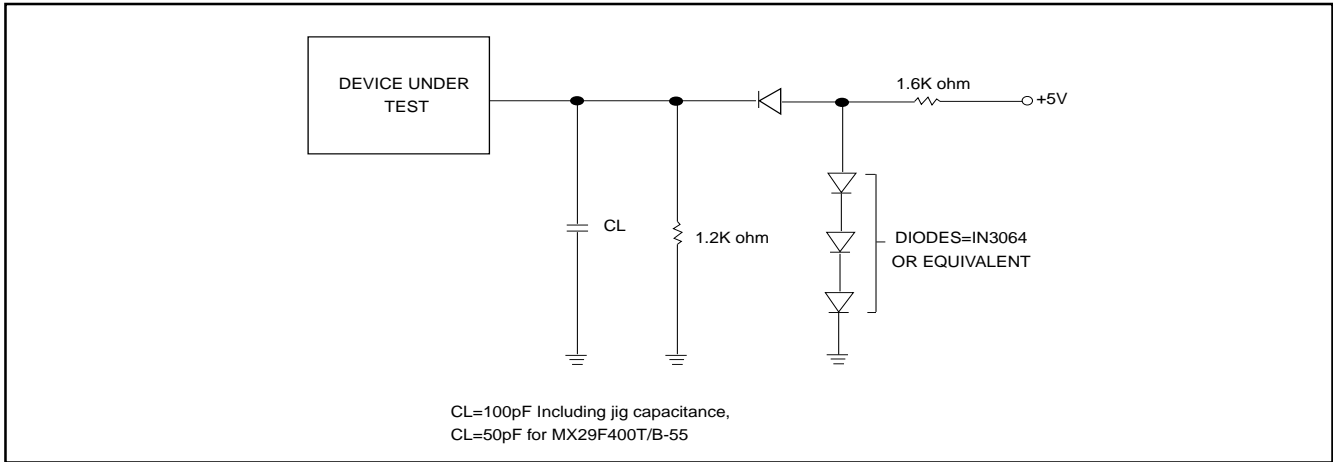 DEVICE UNDER
TEST
1.6K ohm
+5V
CL
1.2K ohm
DIODES=IN3064
OR EQUIVALENT
CL=100pF Including jig capacitance,
CL=50pF for MX29F400T/B-55